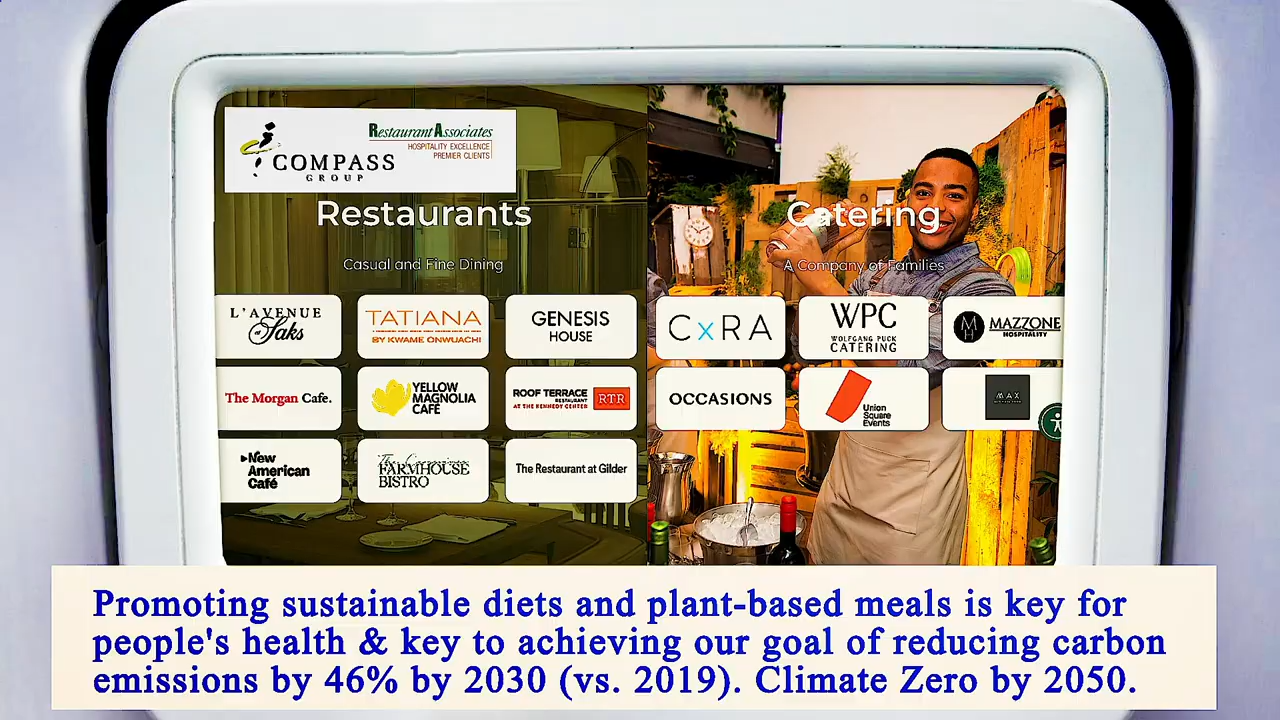 COMPASS
GROUP
Restaurant Associates
HOSPITALITY EXCELLENCE
PREMIER CLIENTS
Restaurants
Casual and Fine Dining
L'AVENUE
at Saks
TATIANA
BY KWAME ONWUACHI
GENESIS
HOUSE
The Morgan Cafe.
YELLOW
MAGNOLIA
CAFÉ
ROOF TERRACE
RESTAURANT
AT THE KENNEDY CENTER
RTR
New
American
Café
FARMHOUSE
BISTRO
The Restaurant at Gilder
Catering
A Company of Families
CxRA
WPC
WOLFGANG PUCK
CATERING
MH
MAZZONE
HOSPITALITY
OCCASIONS
Union
Square
Events
MAX
Promoting sustainable diets and plant-based meals is key for
people's health & key to achieving our goal of reducing carbon
emissions by 46% by 2030 (vs. 2019). Climate Zero by 2050.